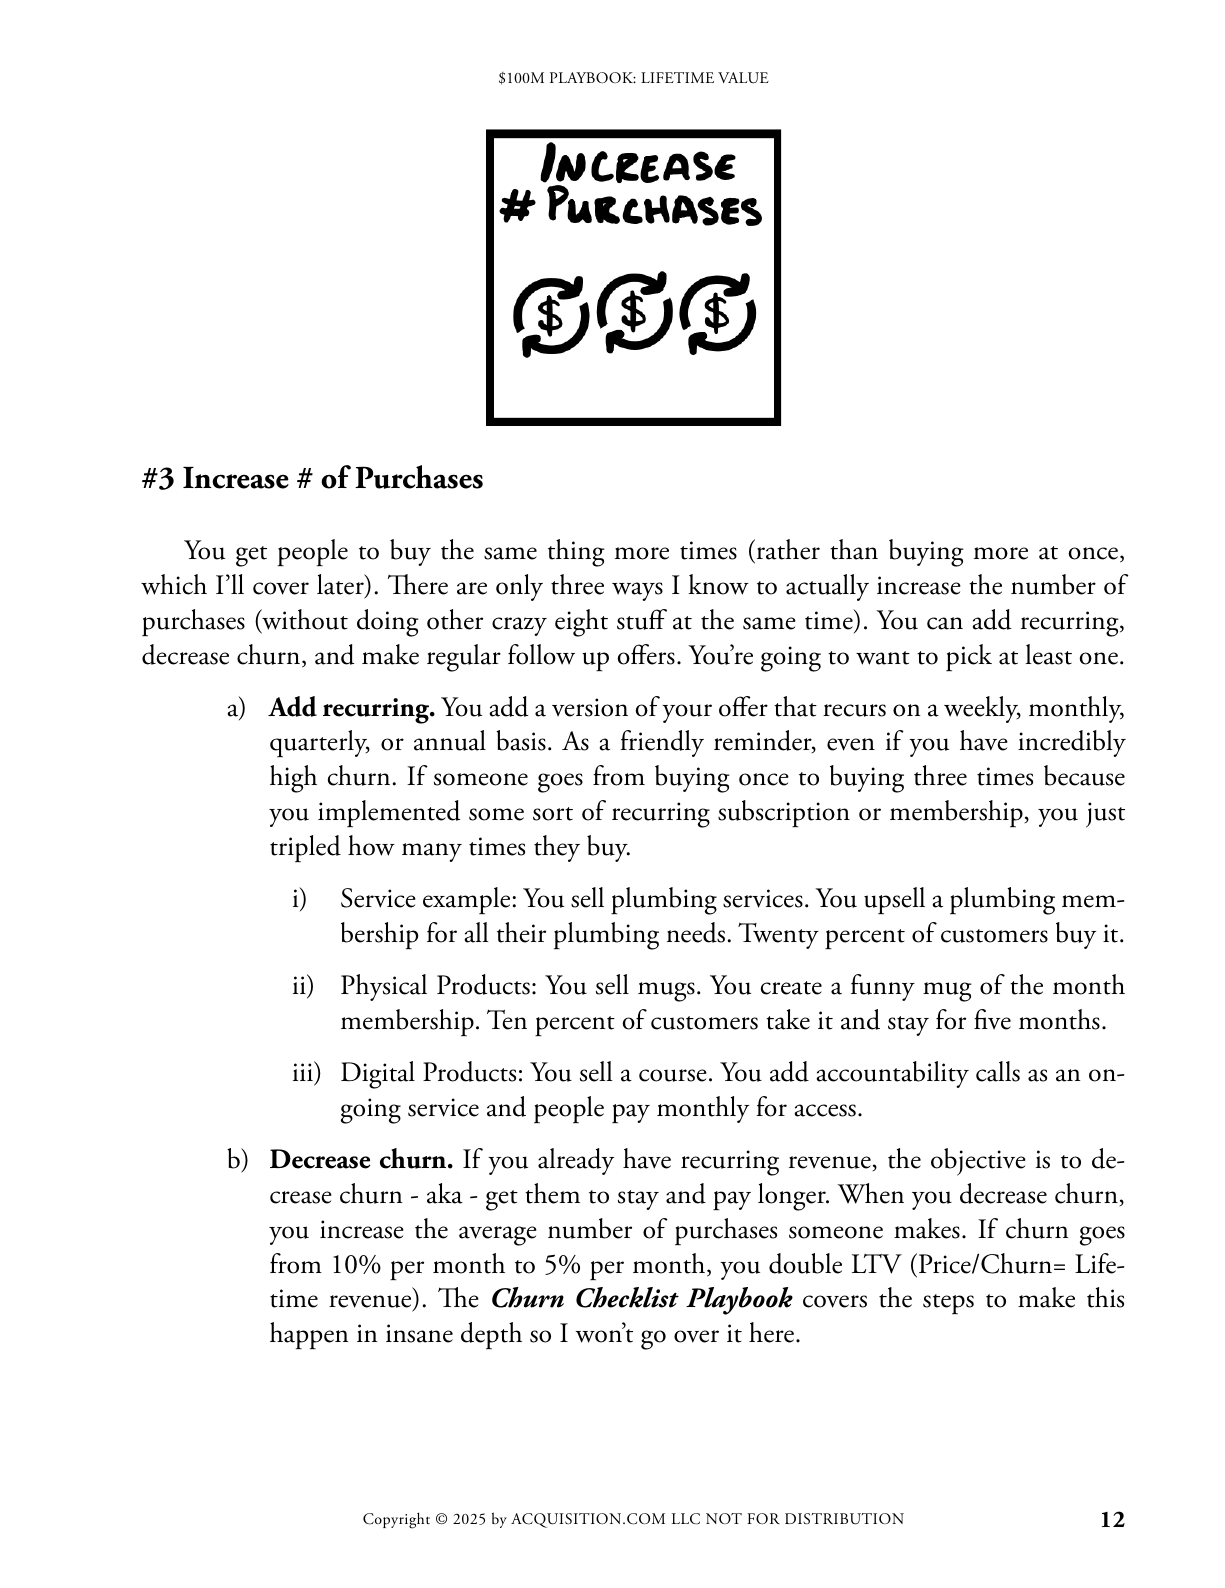 $100M PLAYBOOK: LIFETIME VALUE
INCREASE
# PURCHASES
$ $ $
#3 Increase # of Purchases
You get people to buy the same thing more times (rather than buying more at once,
which I’ll cover later). There are only three ways I know to actually increase the number of
purchases (without doing other crazy eight stuff at the same time). You can add recurring,
decrease churn, and make regular follow up offers. You’re going to want to pick at least one.
a) Add recurring. You add a version of your offer that recurs on a weekly, monthly,
quarterly, or annual basis. As a friendly reminder, even if you have incredibly
high churn. If someone goes from buying once to buying three times because
you implemented some sort of recurring subscription or membership, you just
tripled how many times they buy.
i) Service example: You sell plumbing services. You upsell a plumbing mem-
bership for all their plumbing needs. Twenty percent of customers buy it.
ii) Physical Products: You sell mugs. You create a funny mug of the month
membership. Ten percent of customers take it and stay for five months.
iii) Digital Products: You sell a course. You add accountability calls as an on-
going service and people pay monthly for access.
b) Decrease churn. If you already have recurring revenue, the objective is to de-
crease churn - aka - get them to stay and pay longer. When you decrease churn,
you increase the average number of purchases someone makes. If churn goes
from 10% per month to 5% per month, you double LTV (Price/Churn= Life-
time revenue). The Churn Checklist Playbook covers the steps to make this
happen in insane depth so I won’t go over it here.
Copyright © 2025 by ACQUISITION.COM LLC NOT FOR DISTRIBUTION
12